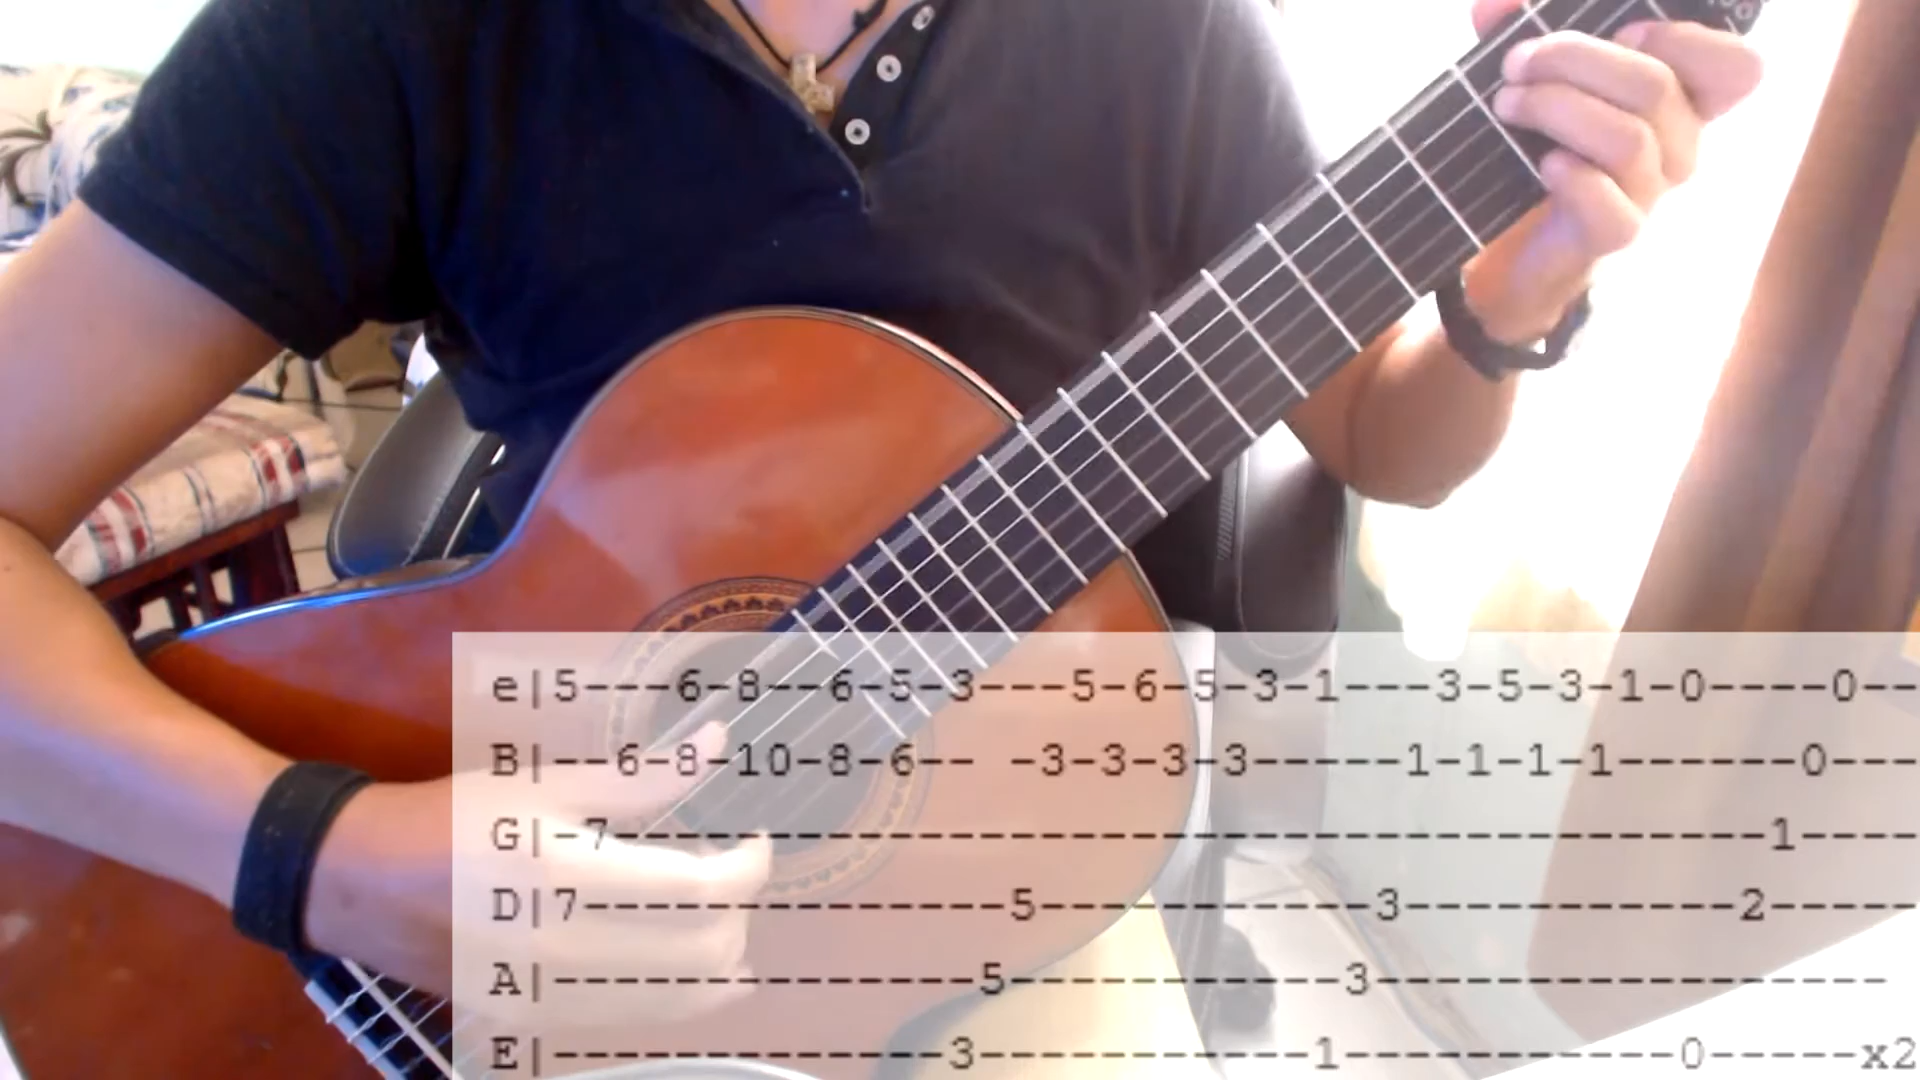 e|5---6-8--6-5-3---5-6-5-3-1---3-5-3-1-0----0--
B|--6-8-10-8-6-- -3-3-3-3-----1-1-1-1------0---
G|-7--------------------------------------1----
D|7--------------5-----------3-----------2-----
A|--------------5-----------3-----------------
E|-------------3-----------1-----------0-----x2